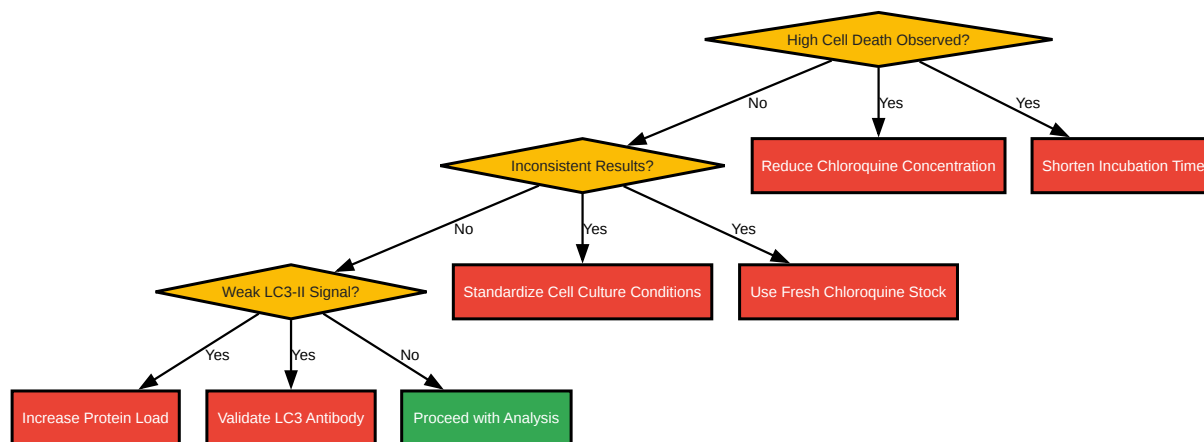 High Cell Death Observed?
No
Yes
Yes
Inconsistent Results?
Reduce Chloroquine Concentration
Shorten Incubation Time
No
Yes
Yes
Weak LC3-II Signal?
Standardize Cell Culture Conditions
Use Fresh Chloroquine Stock
Yes
Yes
No
Increase Protein Load
Validate LC3 Antibody
Proceed with Analysis